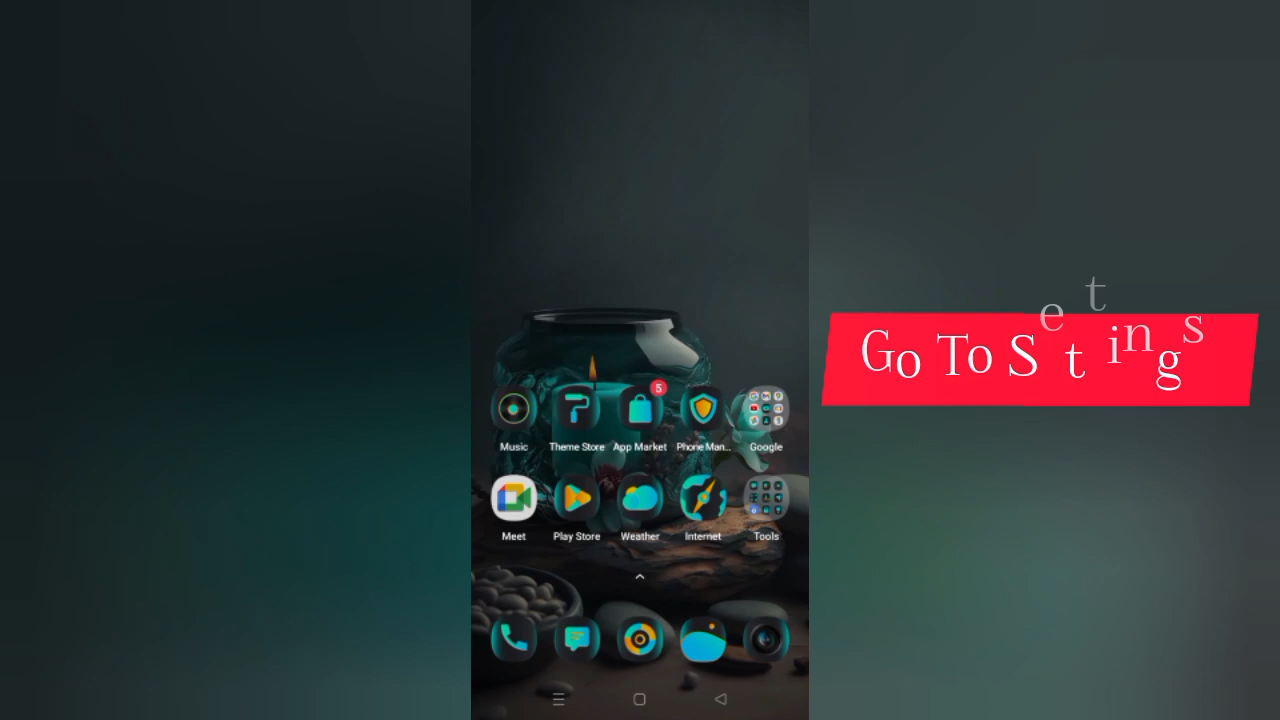 5
Music Theme Store App Market Phone Man... Google
Meet Play Store Weather Internet Tools
Go To Settings